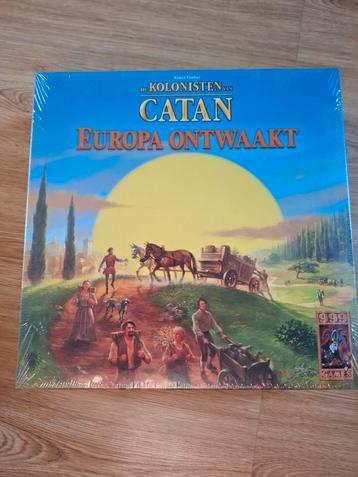 Klaus Teuber
DE KOLONISTEN VAN
CATAN
EUROPA ONTWAAKT
999
GAMES